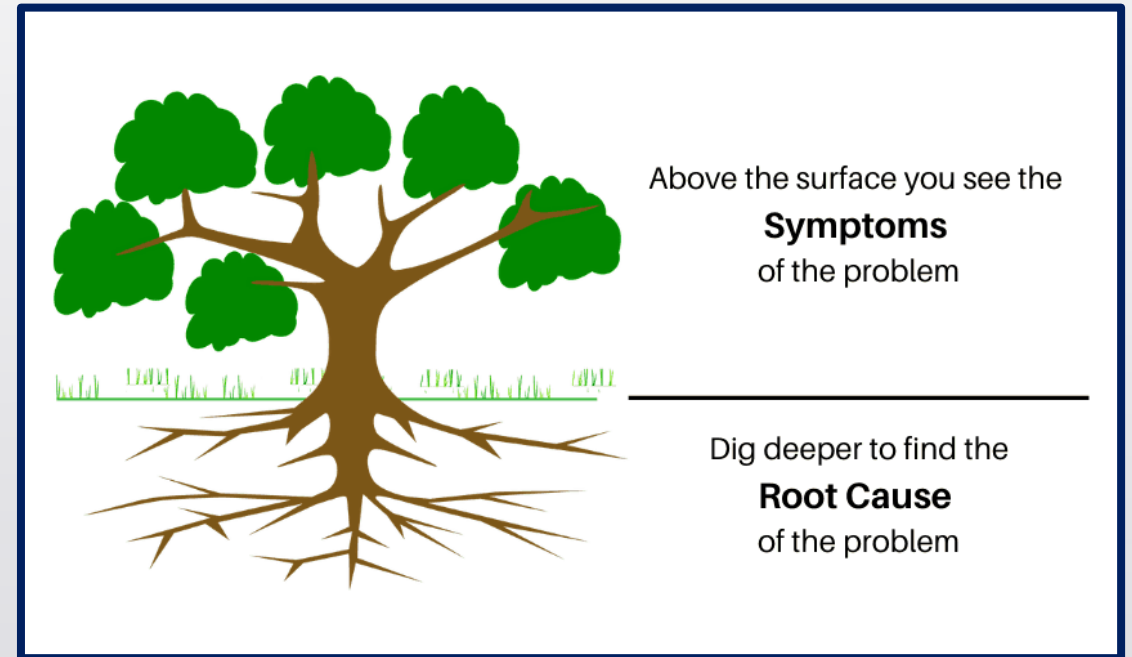 Above the surface you see the
Symptoms
of the problem
Dig deeper to find the
Root Cause
of the problem